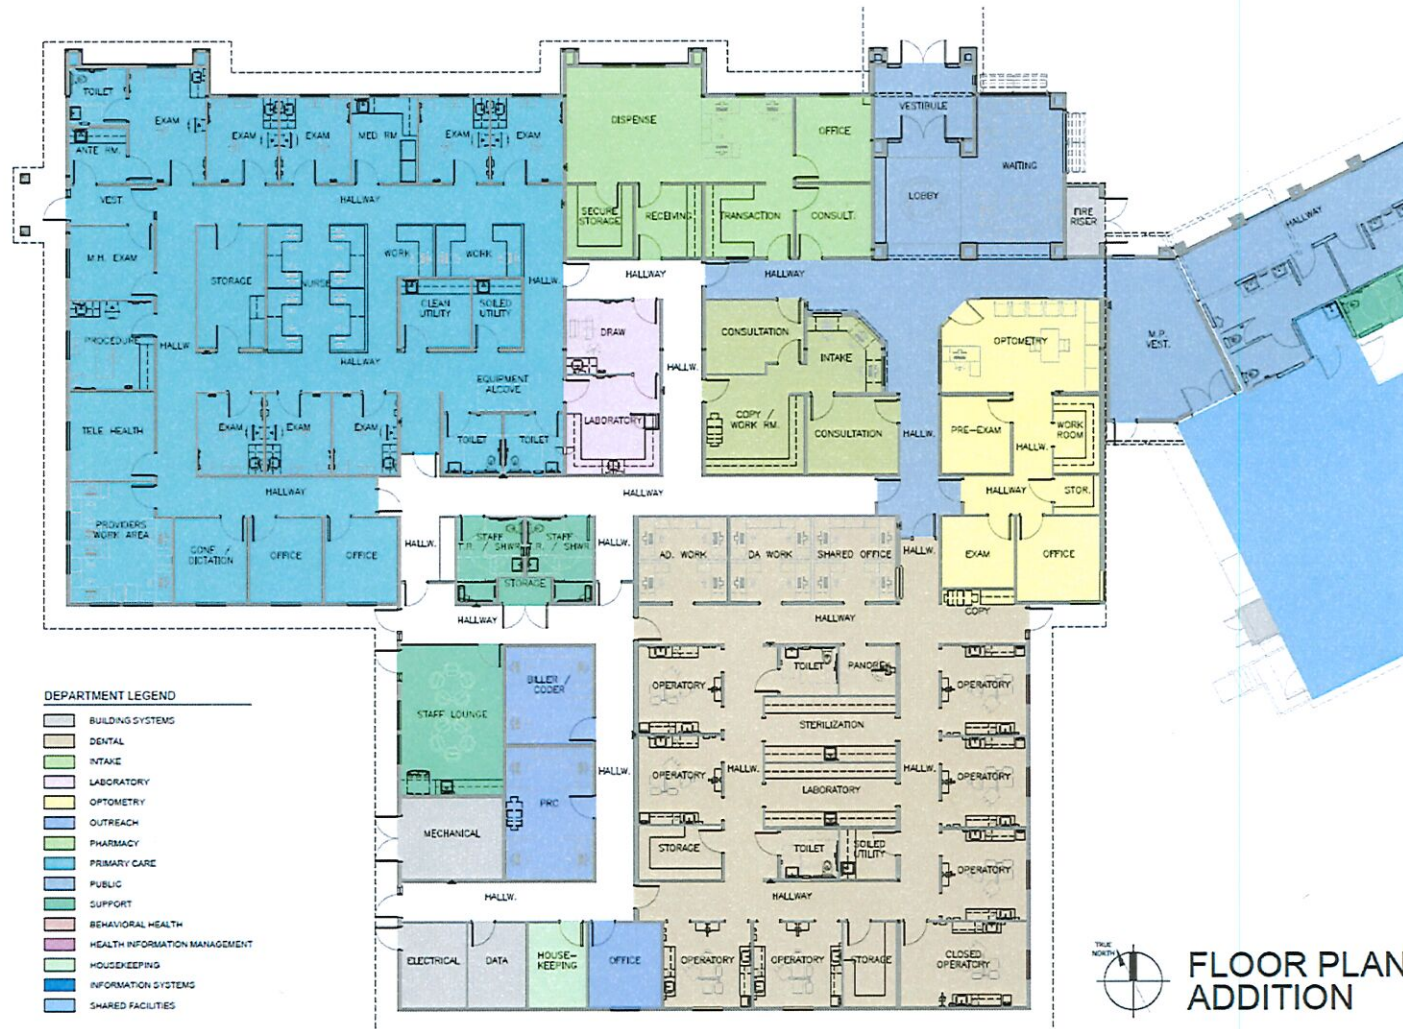 TOILET
EXAM
ANTE RM.
EXAM
EXAM
MED. RM
EXAM
EXAM
DISPENSE
OFFICE
VESTIBULE
WAITING
LOBBY
VEST.
HALLWAY
SECURE
STORAGE
RECEIVING
TRANSACTION
CONSULT.
FIRE
RISER
HALLWAY
M.H. EXAM
STORAGE
NURSE
WORK
WORK
HALLW.
HALLWAY
HALLWAY
CLEAN
UTILITY
SOILED
UTILITY
PROCEDURE
HALLW.
HALLWAY
EQUIPMENT
ALCOVE
DRAW
HALLW.
CONSULTATION
INTAKE
OPTOMETRY
M.P.
VEST.
TELE HEALTH
EXAM
EXAM
EXAM
TOILET
TOILET
LABORATORY
COPY /
WORK RM.
CONSULTATION
HALLW.
PRE-EXAM
HALLW.
WORK
ROOM
HALLWAY
HALLWAY
HALLWAY
STOR.
PROVIDERS
WORK AREA
CONF. /
DICTATION
OFFICE
OFFICE
HALLW.
STAFF
T.R. / SHWR
STAFF
T.R. / SHWR
HALLW.
STORAGE
AD. WORK
DA WORK
SHARED OFFICE
HALLW.
EXAM
OFFICE
HALLWAY
HALLWAY
COPY
STAFF LOUNGE
BILLER /
CODER
OPERATORY
TOILET
PANOREX
OPERATORY
STERILIZATION
HALLW.
OPERATORY
HALLW.
LABORATORY
HALLW.
OPERATORY
MECHANICAL
PRC
STORAGE
TOILET
SOILED
UTILITY
OPERATORY
HALLW.
HALLWAY
ELECTRICAL
DATA
HOUSE-
KEEPING
OFFICE
OPERATORY
OPERATORY
STORAGE
CLOSED
OPERATORY
DEPARTMENT LEGEND
BUILDING SYSTEMS
DENTAL
INTAKE
LABORATORY
OPTOMETRY
OUTREACH
PHARMACY
PRIMARY CARE
PUBLIC
SUPPORT
BEHAVIORAL HEALTH
HEALTH INFORMATION MANAGEMENT
HOUSEKEEPING
INFORMATION SYSTEMS
SHARED FACILITIES
TRUE
NORTH
FLOOR PLAN
ADDITION